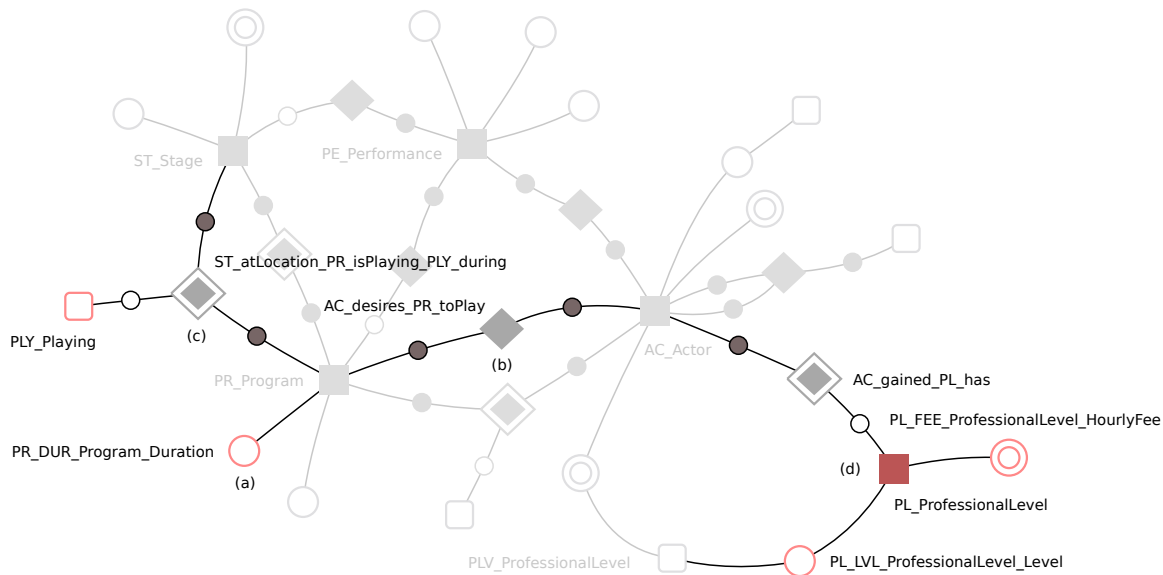 ST_Stage
PE_Performance
ST_atLocation_PR_isPlaying_PLY_during
AC_desires_PR_toPlay
(c)
PLY_Playing
(b)
AC_Actor
PR_Program
AC_gained_PL_has
PL_FEE_ProfessionalLevel_HourlyFee
PR_DUR_Program_Duration
(a)
(d)
PL_ProfessionalLevel
PLV_ProfessionalLevel
PL_LVL_ProfessionalLevel_Level